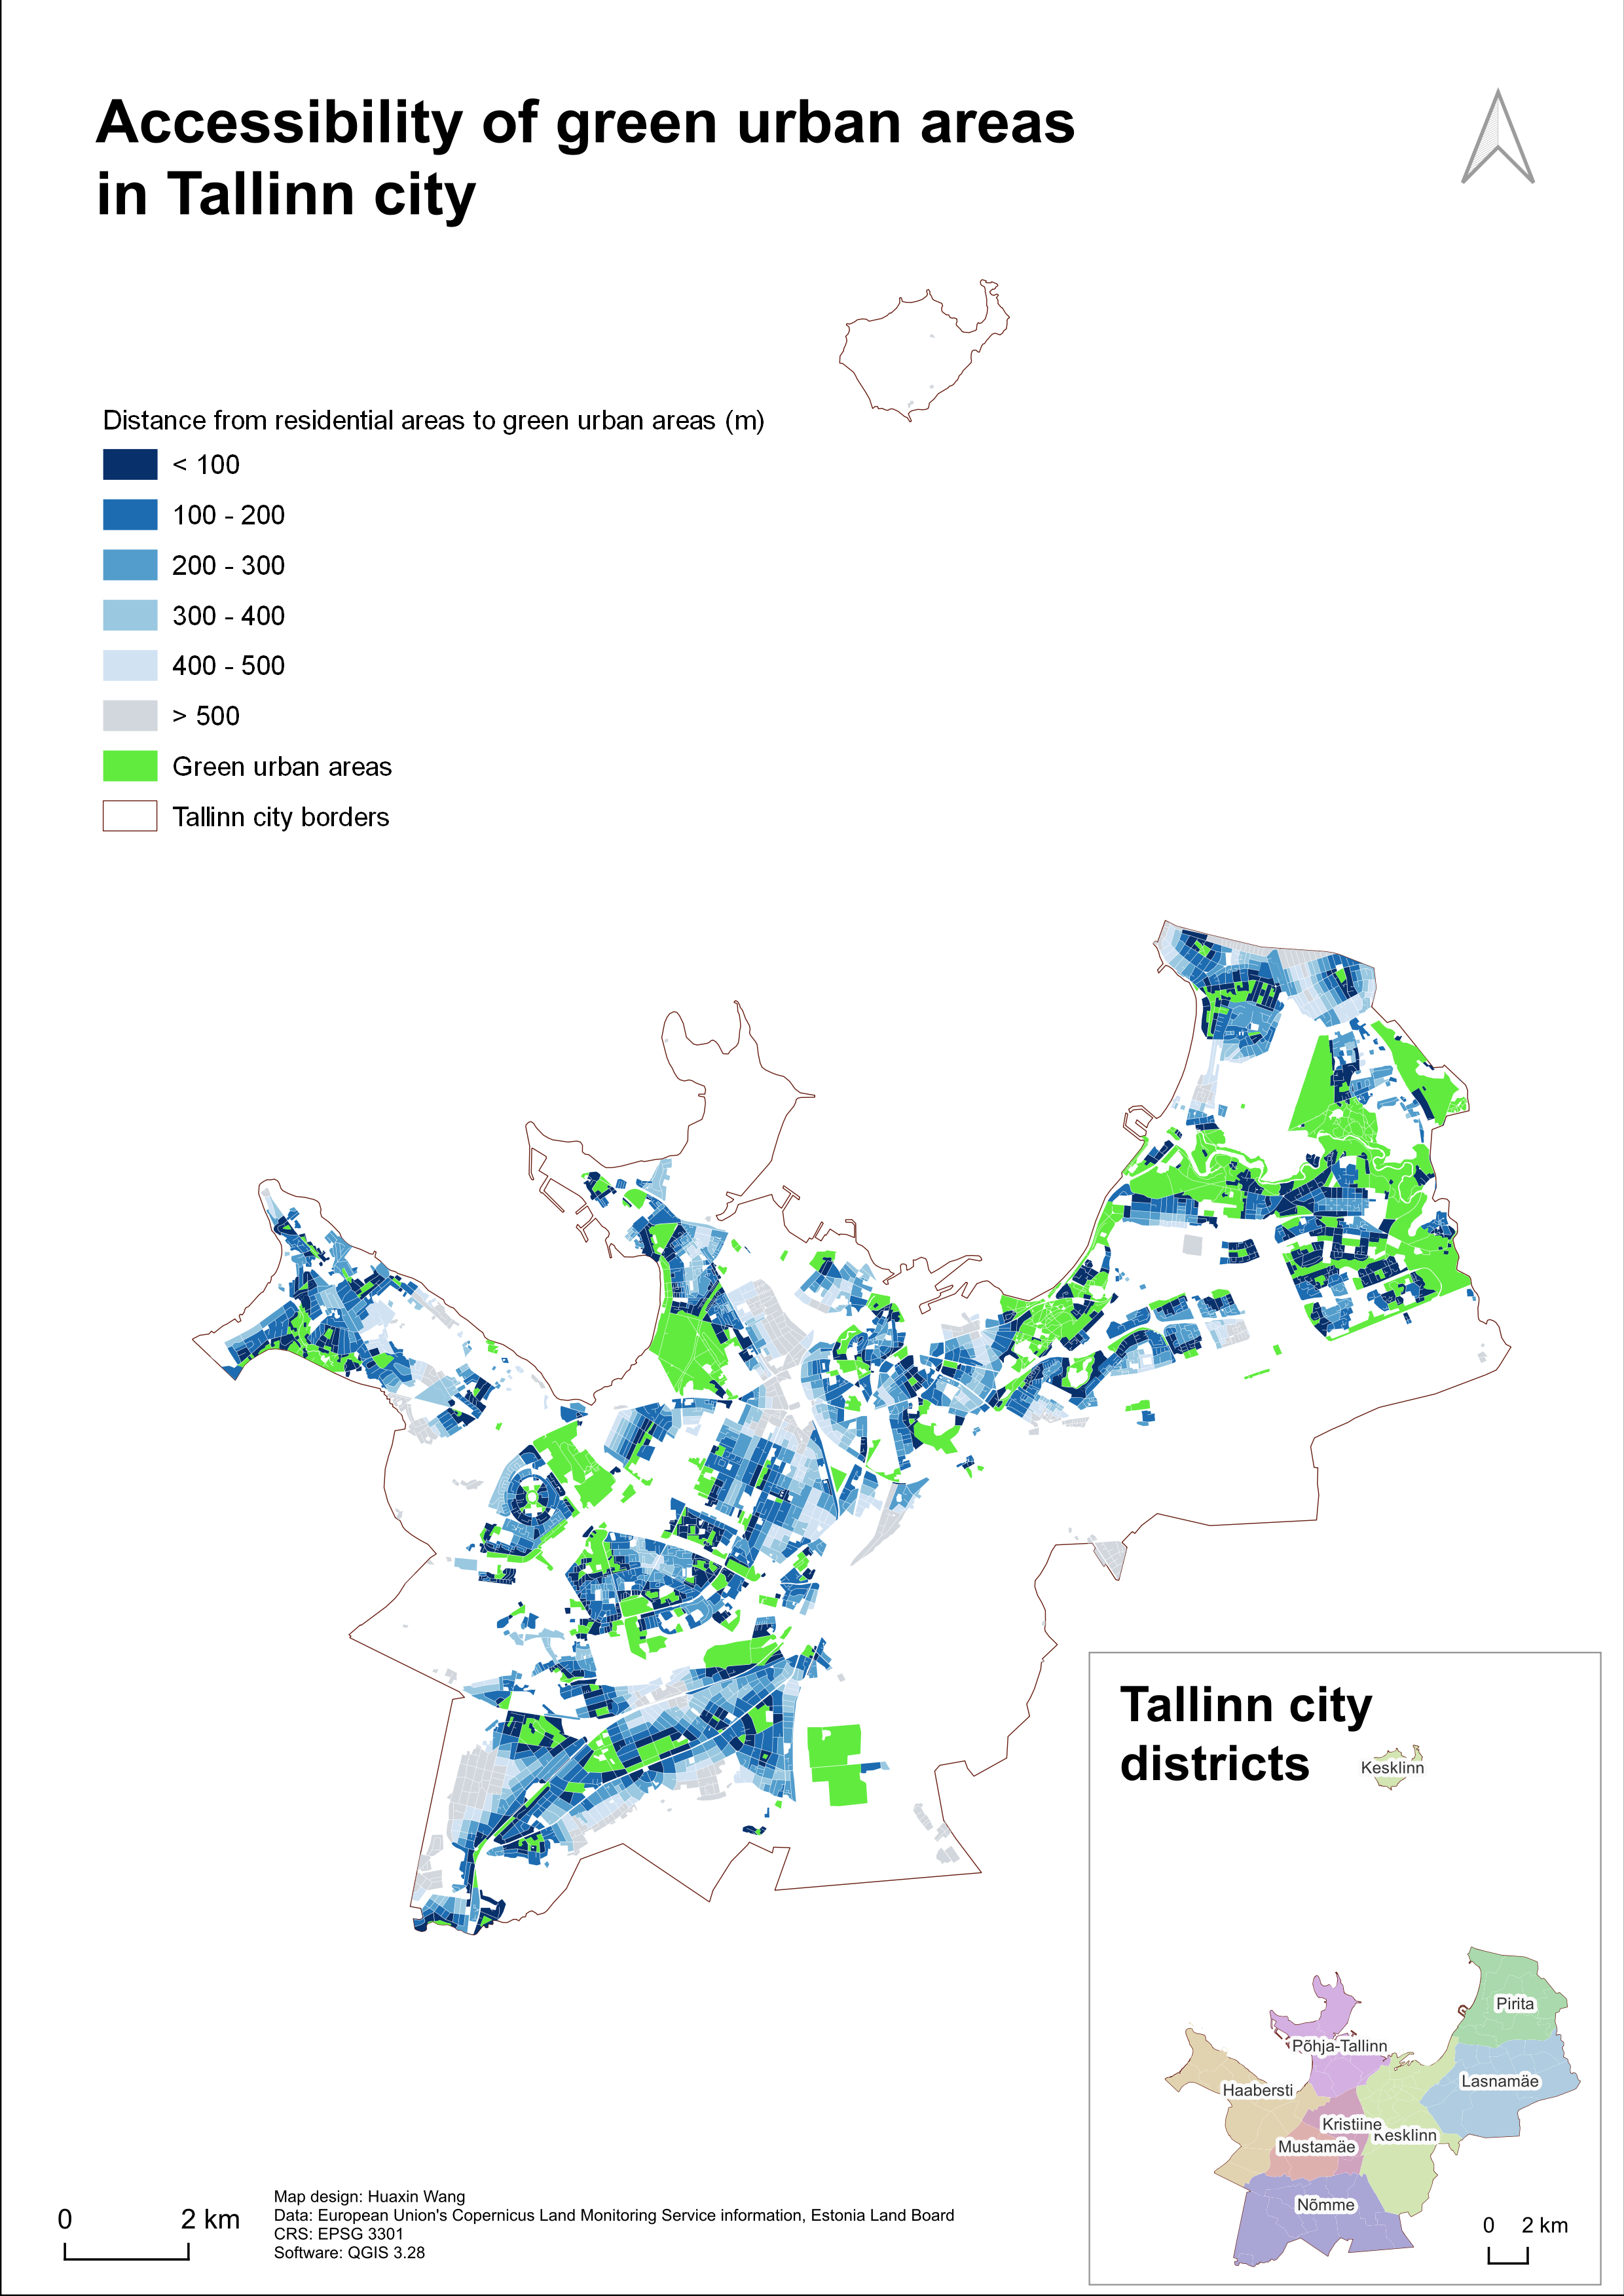 Accessibility of green urban areas
in Tallinn city
Distance from residential areas to green urban areas (m)
< 100
100 - 200
200 - 300
300 - 400
400 - 500
> 500
Green urban areas
Tallinn city borders
Tallinn city
districts
Kesklinn
Pirita
Põhja-Tallinn
Lasnamäe
Haabersti
Kristiine
Kesklinn
Mustamäe
Nõmme
0 2 km
0 2 km
Map design: Huaxin Wang
Data: European Union's Copernicus Land Monitoring Service information, Estonia Land Board
CRS: EPSG 3301
Software: QGIS 3.28